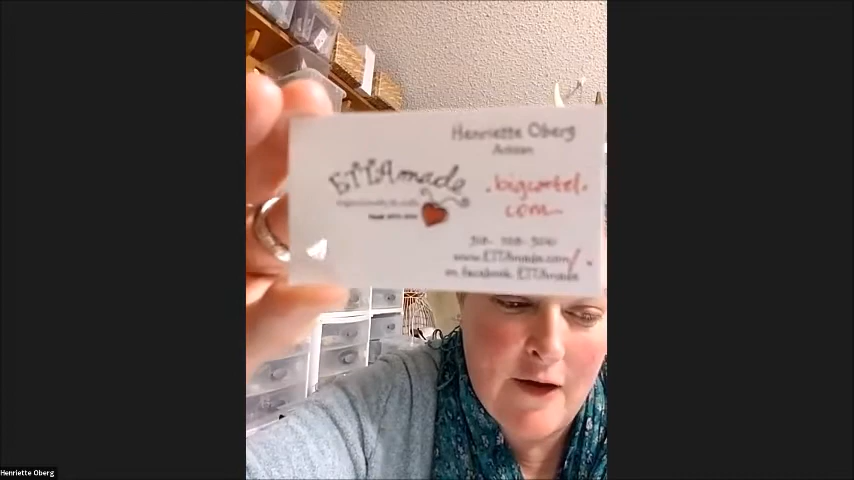 Henriette Oberg
Artisan
ETTAmade
.bigcartel.
com
www.ETTAmade.com/.
on facebook ETTAmade
Henriette Oberg